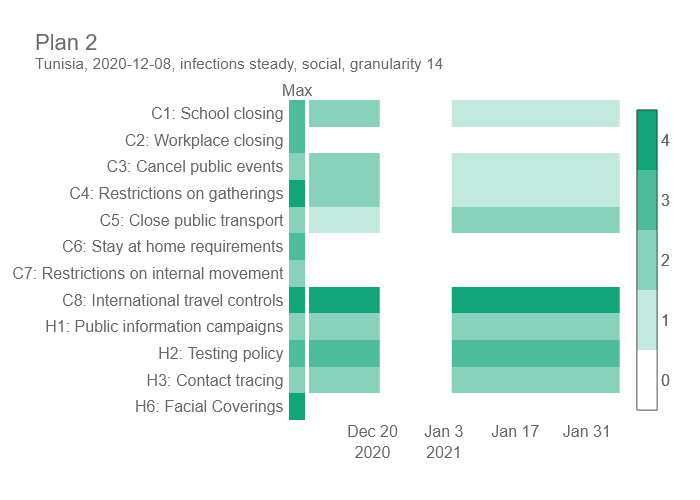 Plan 2
Tunisia, 2020-12-08, infections steady, social, granularity 14
Max
C1: School closing
C2: Workplace closing
C3: Cancel public events
C4: Restrictions on gatherings
C5: Close public transport
C6: Stay at home requirements
C7: Restrictions on internal movement
C8: International travel controls
H1: Public information campaigns
H2: Testing policy
H3: Contact tracing
H6: Facial Coverings
4
3
2
1
0
Dec 20 Jan 3 Jan 17 Jan 31
2020 2021